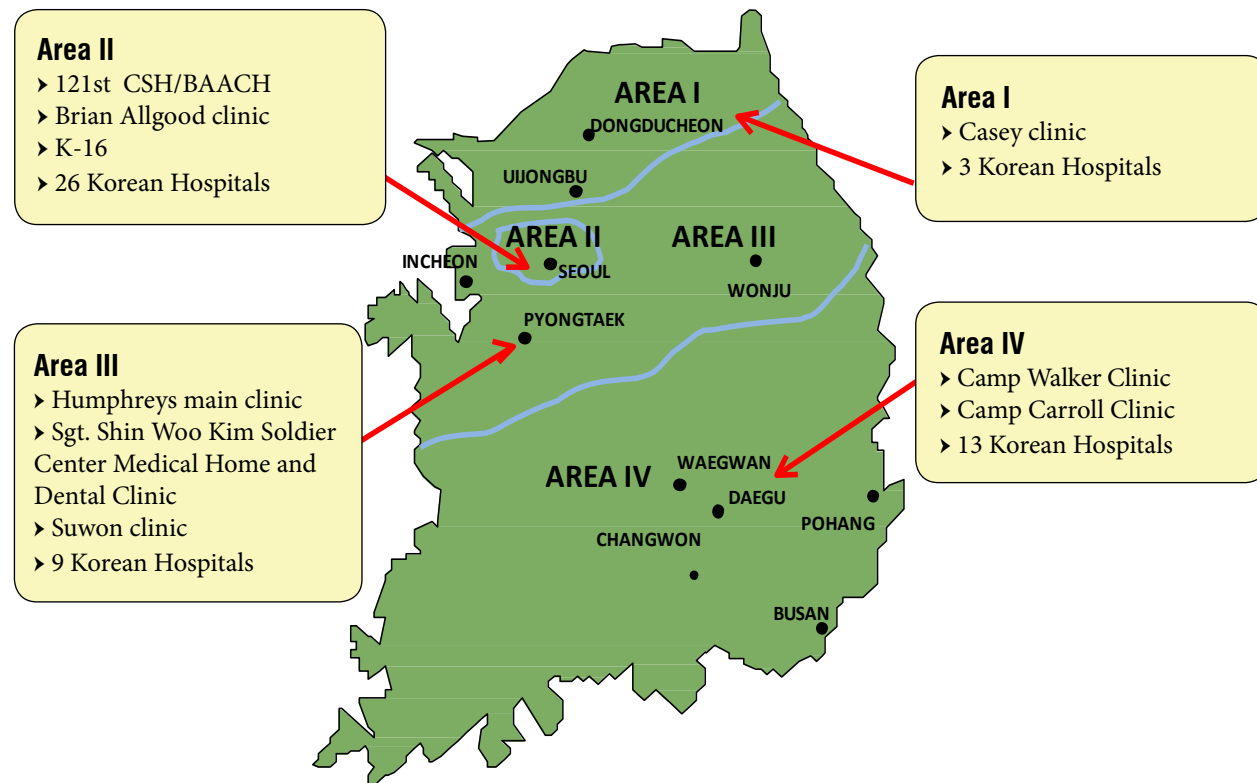 Area II
➤ 121st CSH/BAACH
➤ Brian Allgood clinic
➤ K-16
➤ 26 Korean Hospitals
Area I
➤ Casey clinic
➤ 3 Korean Hospitals
AREA I
DONGDUCHEON
UIJONGBU
AREA II
AREA III
INCHEON
SEOUL
WONJU
PYONGTAEK
Area III
➤ Humphreys main clinic
➤ Sgt. Shin Woo Kim Soldier
Center Medical Home and
Dental Clinic
➤ Suwon clinic
➤ 9 Korean Hospitals
Area IV
➤ Camp Walker Clinic
➤ Camp Carroll Clinic
➤ 13 Korean Hospitals
AREA IV
WAEGWAN
DAEGU
POHANG
CHANGWON
BUSAN